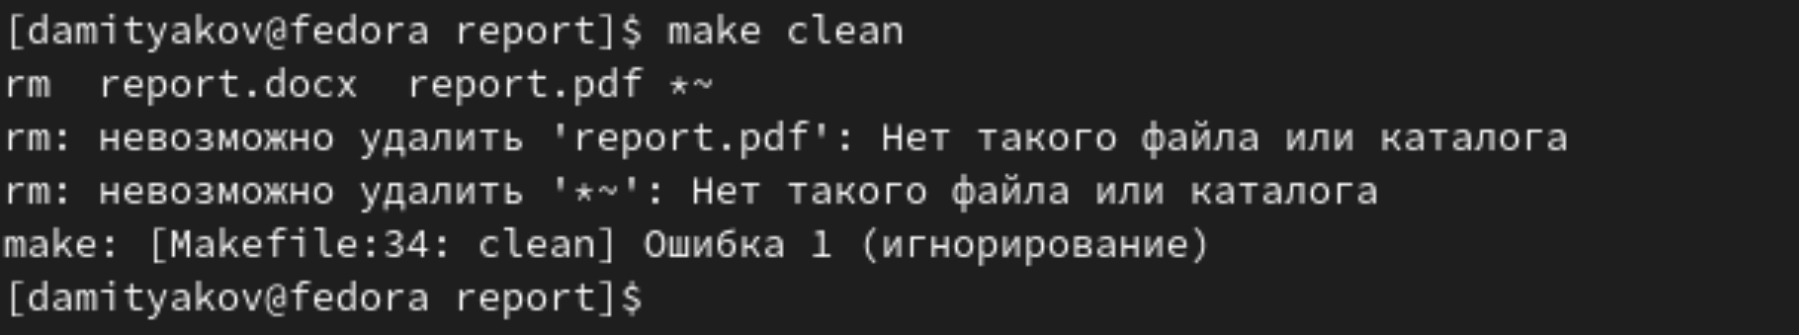 [damityakov@fedora report]$ make clean
rm  report.docx  report.pdf *~
rm: невозможно удалить 'report.pdf': Нет такого файла или каталога
rm: невозможно удалить '*~': Нет такого файла или каталога
make: [Makefile:34: clean] Ошибка 1 (игнорирование)
[damityakov@fedora report]$